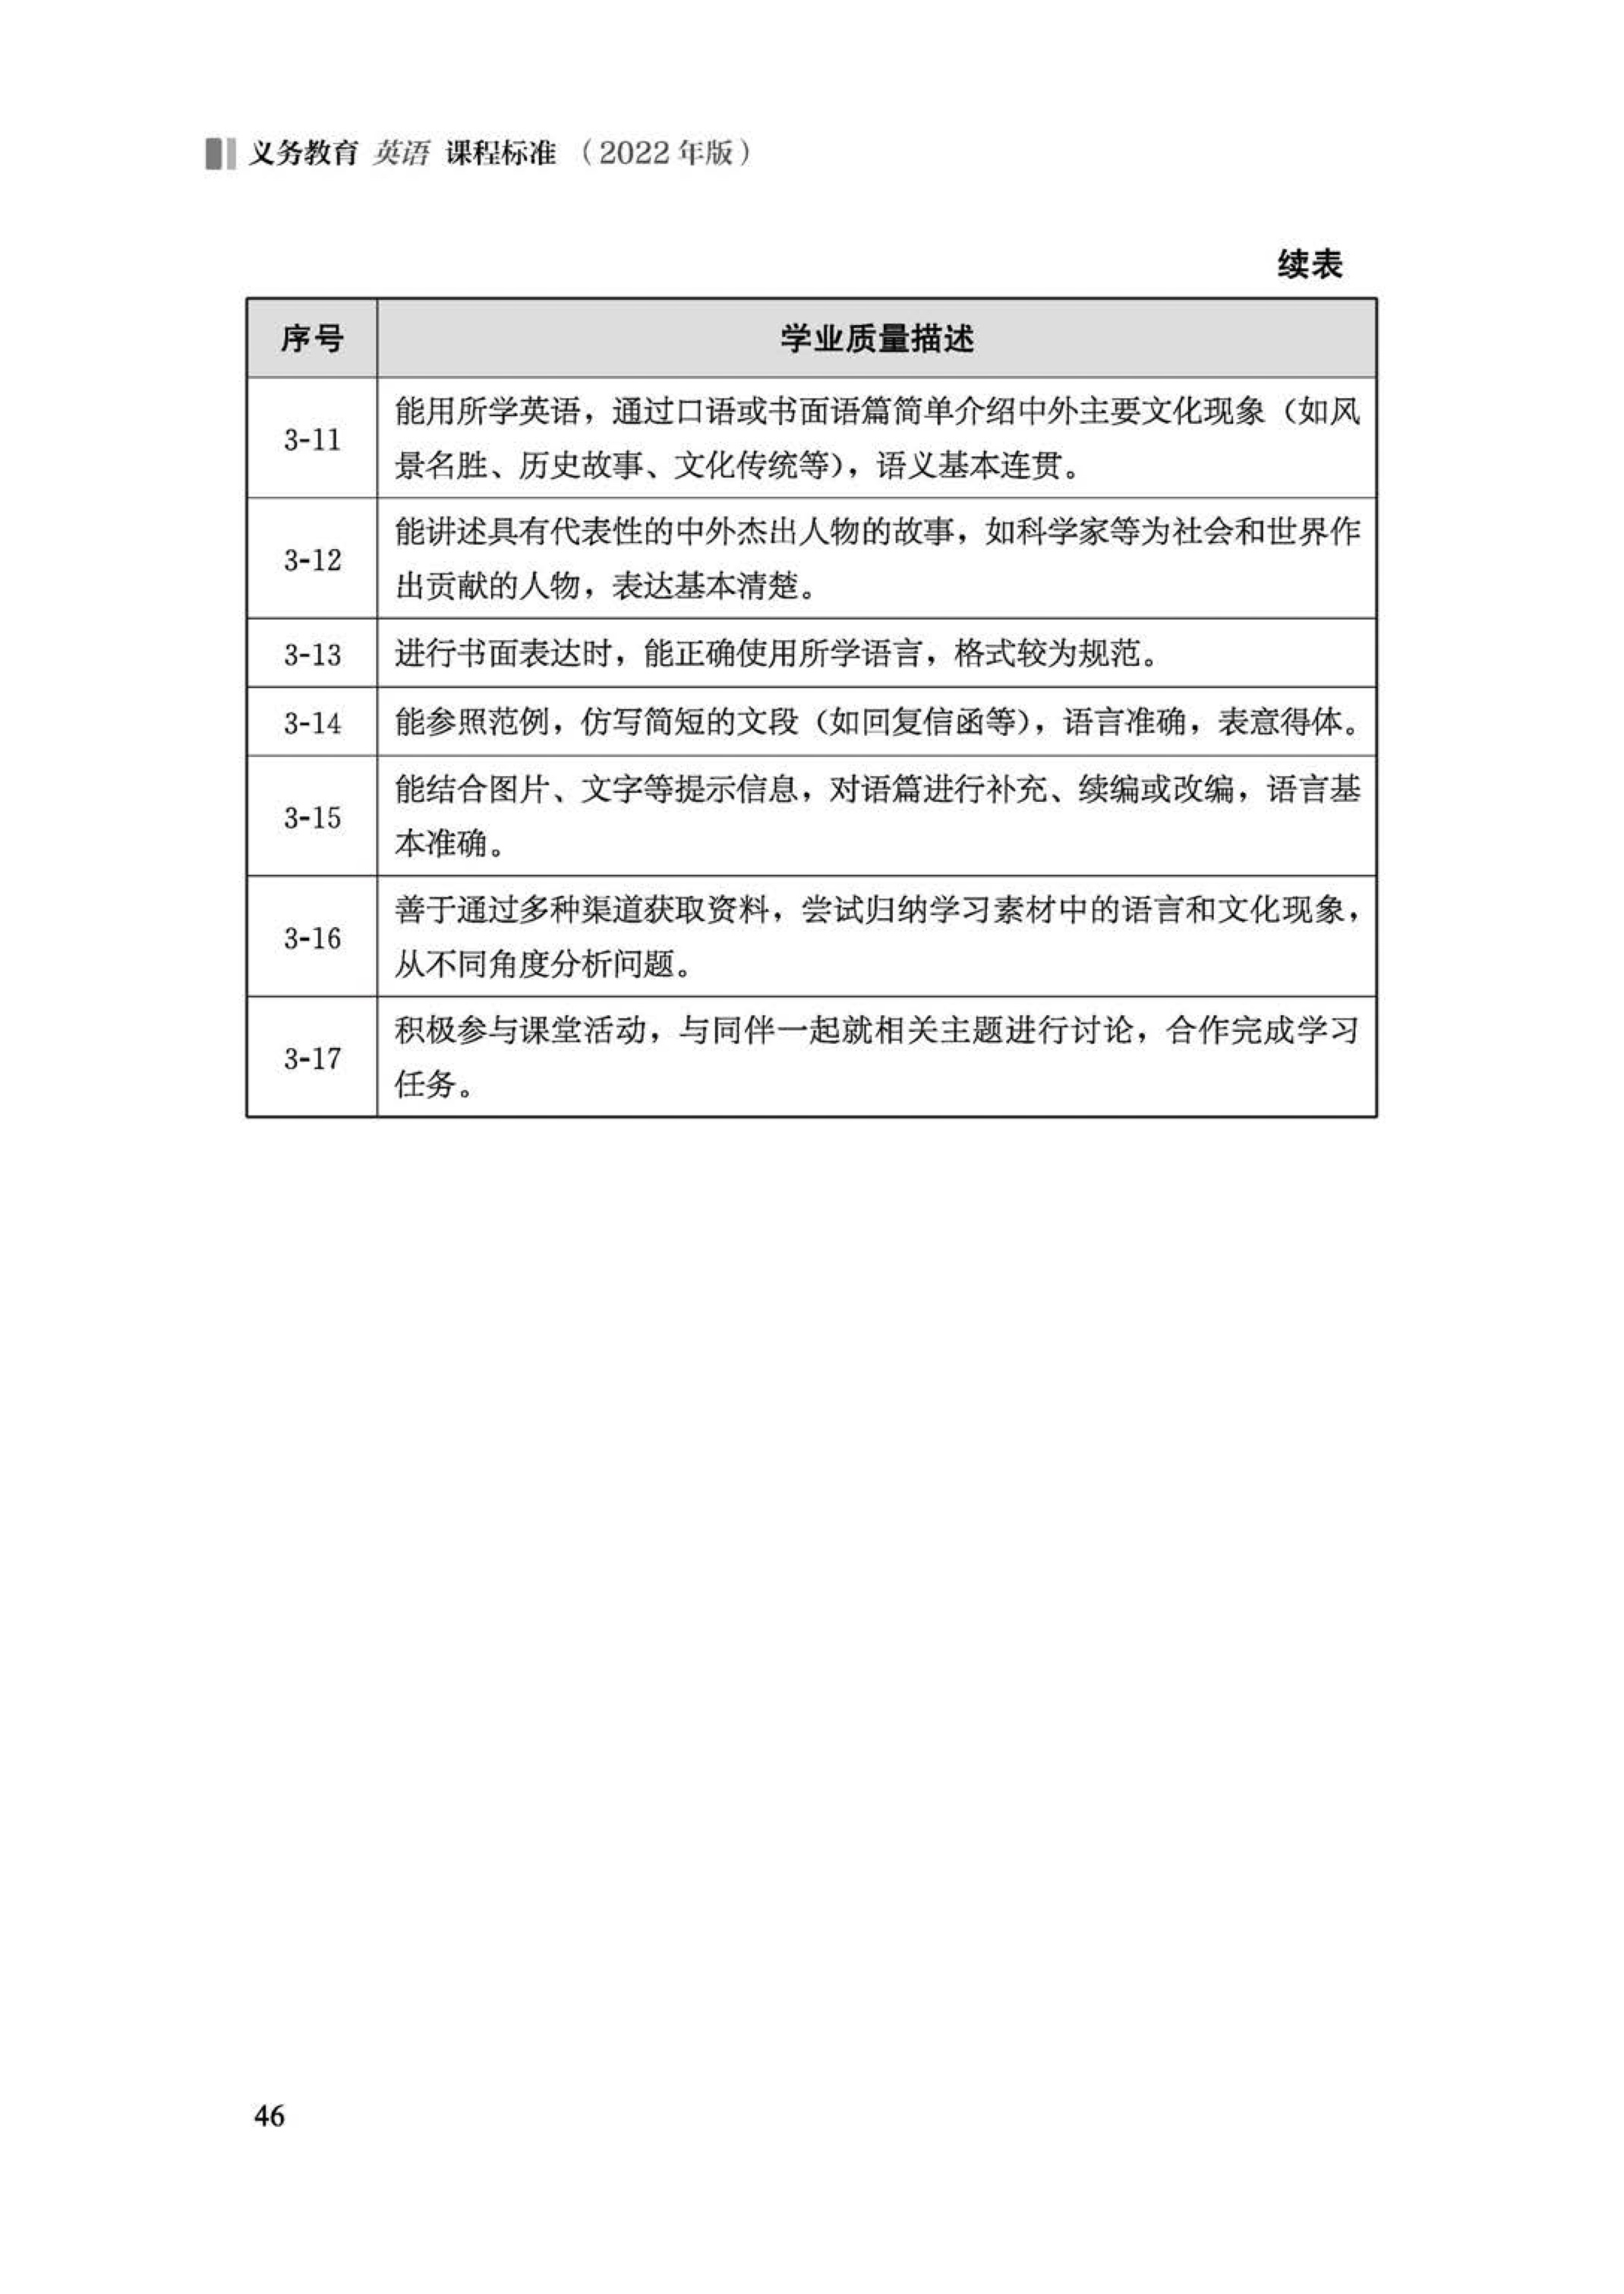 义务教育 英语 课程标准（2022年版）
续表
序号 学业质量描述
3-11
能用所学英语，通过口语或书面语篇简单介绍中外主要文化现象（如风
景名胜、历史故事、文化传统等），语义基本连贯。
3-12
能讲述具有代表性的中外杰出人物的故事，如科学家等为社会和世界作
出贡献的人物，表达基本清楚。
3-13 进行书面表达时，能正确使用所学语言，格式较为规范。
3-14 能参照范例，仿写简短的文段（如回复信函等），语言准确，表意得体。
3-15
能结合图片、文字等提示信息，对语篇进行补充、续编或改编，语言基
本准确。
3-16
善于通过多种渠道获取资料，尝试归纳学习素材中的语言和文化现象，
从不同角度分析问题。
3-17
积极参与课堂活动，与同伴一起就相关主题进行讨论，合作完成学习
任务。
46